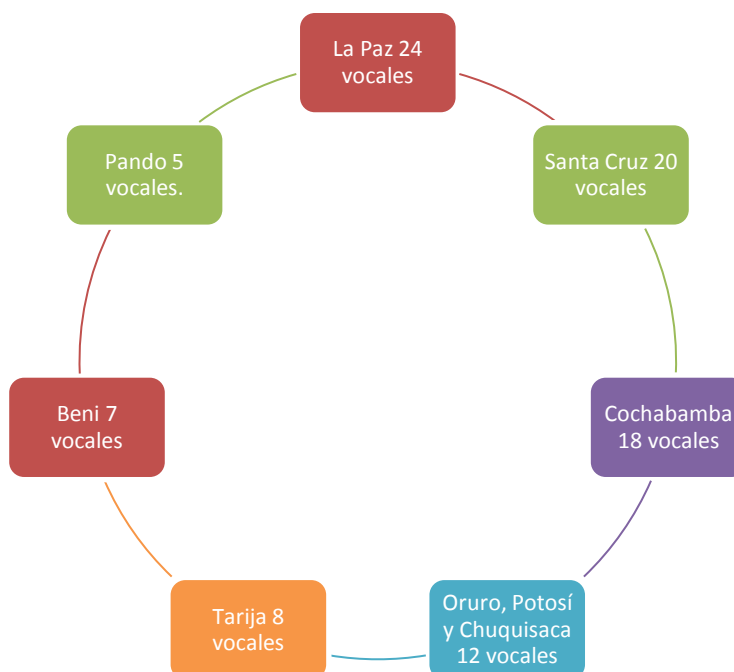 La Paz 24
vocales
Santa Cruz 20
vocales
Cochabamba
18 vocales
Oruro, Potosí
y Chuquisaca
12 vocales
Tarija 8
vocales
Beni 7
vocales
Pando 5
vocales.